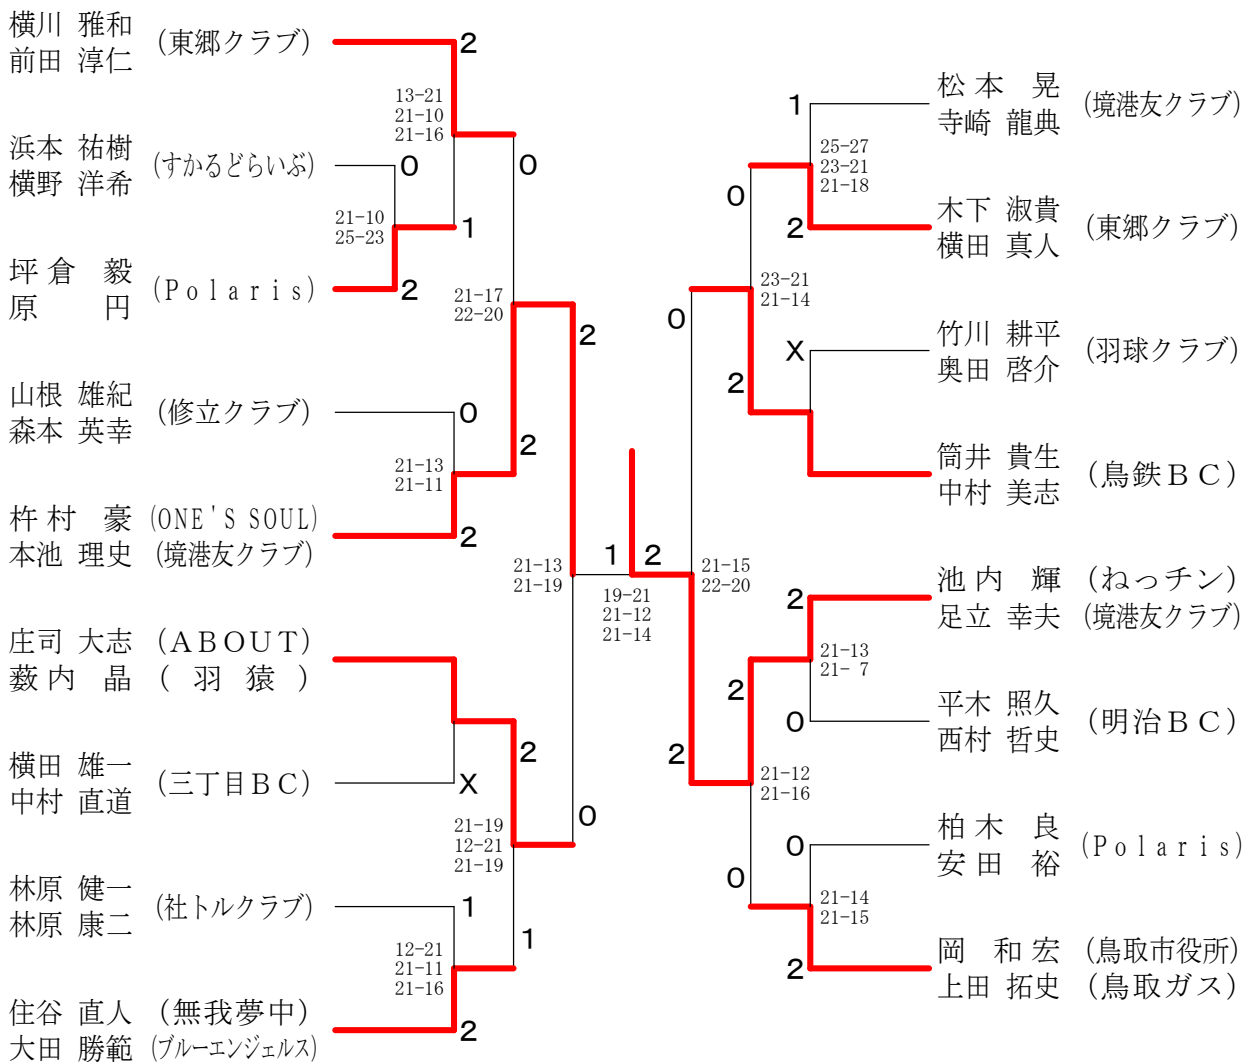 横川 雅和 (東郷クラブ)
前田 淳仁
2
13-21
21-10
21-16
浜本 祐樹 (すかるどらいぶ)
横野 洋希
0
0
21-10
25-23
1
坪倉 毅 (Polaris)
原 円
2
21-17
22-20
2
山根 雄紀 (修立クラブ)
森本 英幸
0
2
21-13
21-11
杵村 豪 (ONE'S SOUL)
本池 理史 (境港友クラブ)
2
21-13
21-19
庄司 大志 (ABOUT)
薮内 晶 (羽猿)
2
横田 雄一 (三丁目BC)
中村 直道
X
0
21-19
12-21
21-19
林原 健一 (社トルクラブ)
林原 康二
1
1
12-21
21-11
21-16
住谷 直人 (無我夢中)
大田 勝範 (ブルーエンジェルス)
2
1 2
19-21
21-12
21-14
松本 晃 (境港友クラブ)
寺崎 龍典
1
25-27
23-21
21-18
0
木下 淑貴 (東郷クラブ)
横田 真人
2
23-21
21-14
0
竹川 耕平 (羽球クラブ)
奥田 啓介
X
2
筒井 貴生 (鳥鉄BC)
中村 美志
21-15
22-20
池内 輝 (ねっチン)
足立 幸夫 (境港友クラブ)
2
21-13
21- 7
2
平木 照久 (明治BC)
西村 哲史
0
2
21-12
21-16
柏木 良 (Polaris)
安田 裕
0
0
21-14
21-15
岡 和宏 (鳥取市役所)
上田 拓史 (鳥取ガス)
2